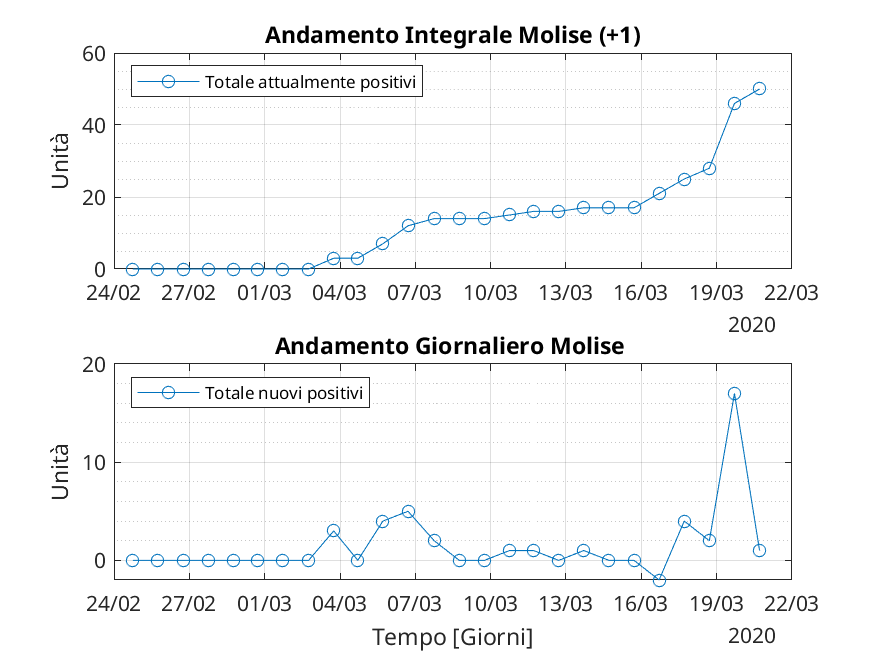 Andamento Integrale Molise (+1)
60
40
20
0
Unità
Totale attualmente positivi
24/02 27/02 01/03 04/03 07/03 10/03 13/03 16/03 19/03 22/03
2020
Andamento Giornaliero Molise
20
10
0
Unità
Totale nuovi positivi
24/02 27/02 01/03 04/03 07/03 10/03 13/03 16/03 19/03 22/03
Tempo [Giorni]
2020